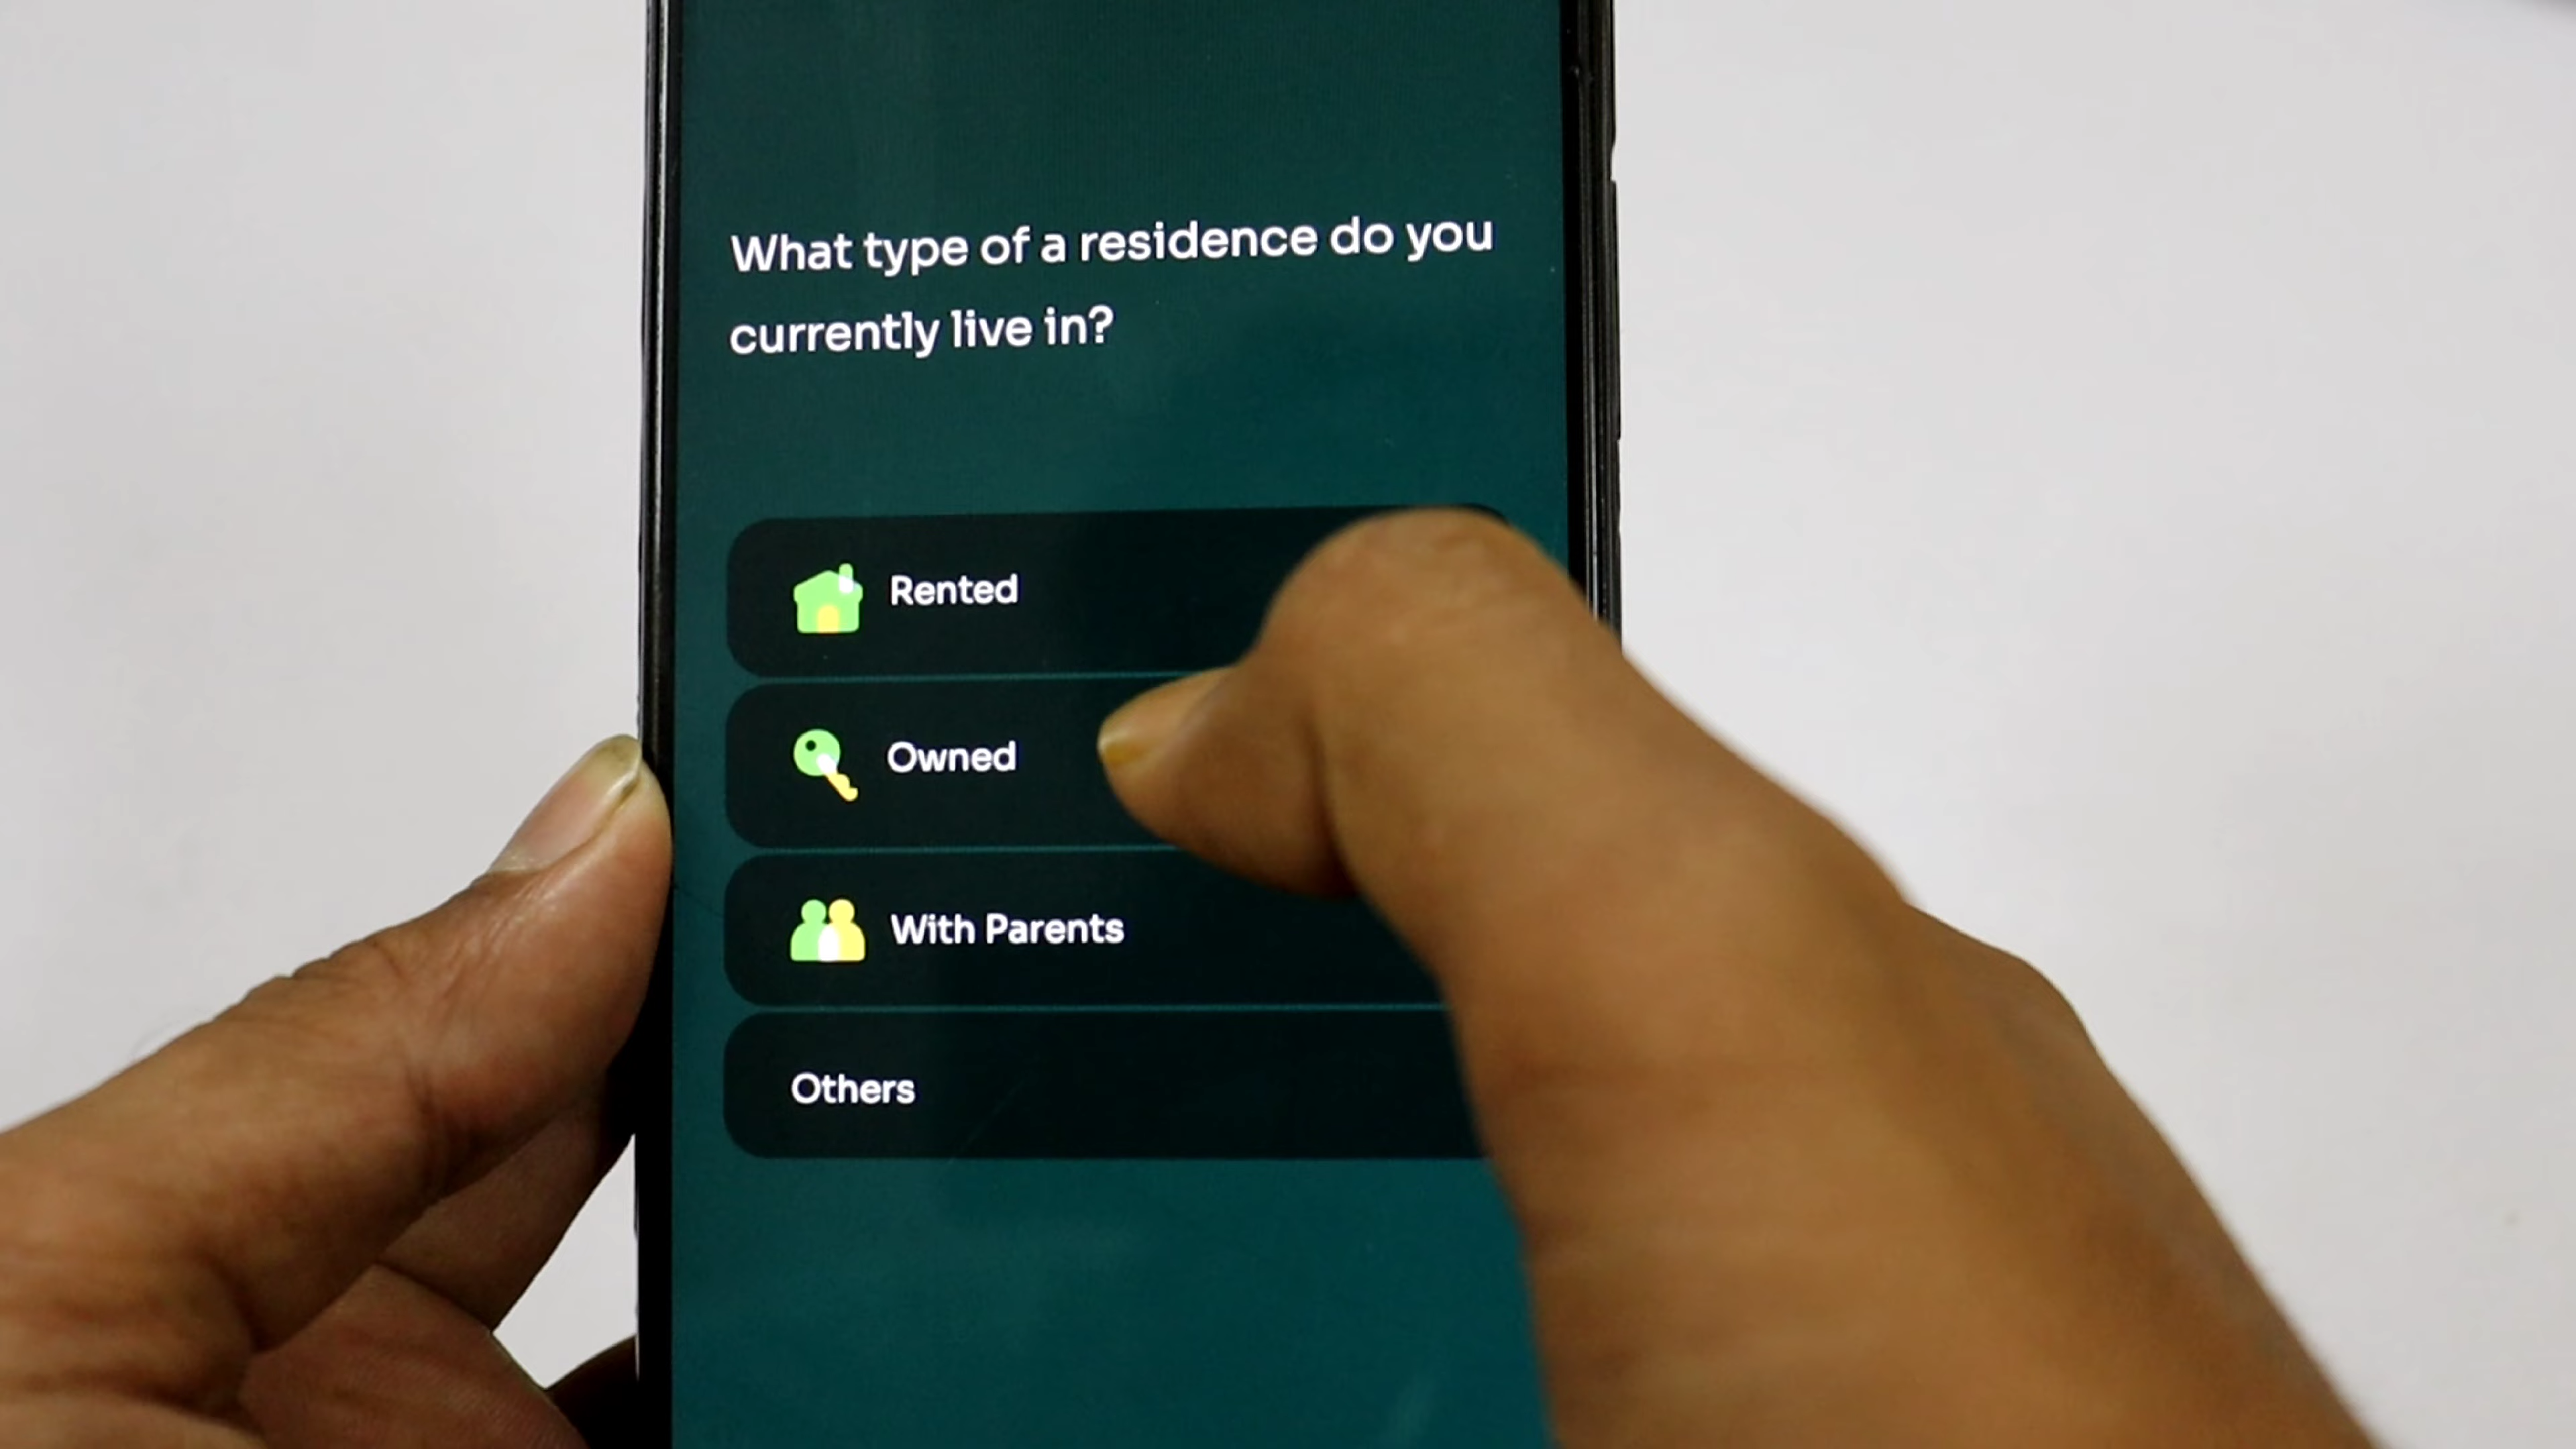 What type of a residence do you
currently live in?
Rented
Owned
With Parents
Others